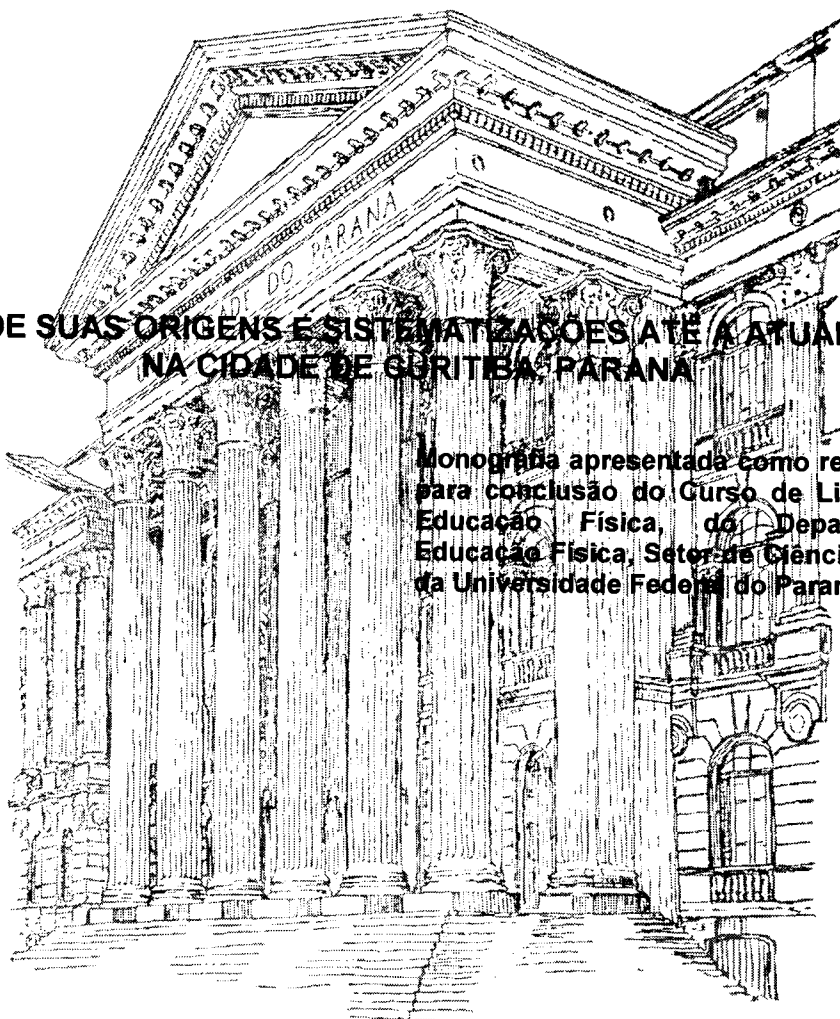 DE DO PARANÁ
DE SUAS ORIGENS E SISTEMATIZAÇÕES ATÉ A ATUAL
NA CIDADE DE CURITIBA, PARANÁ
Monografia apresentada como re
para conclusão do Curso de Li
Educação Física, do Depa
Educação Física, Setor de Ciênci
da Universidade Federal do Paran